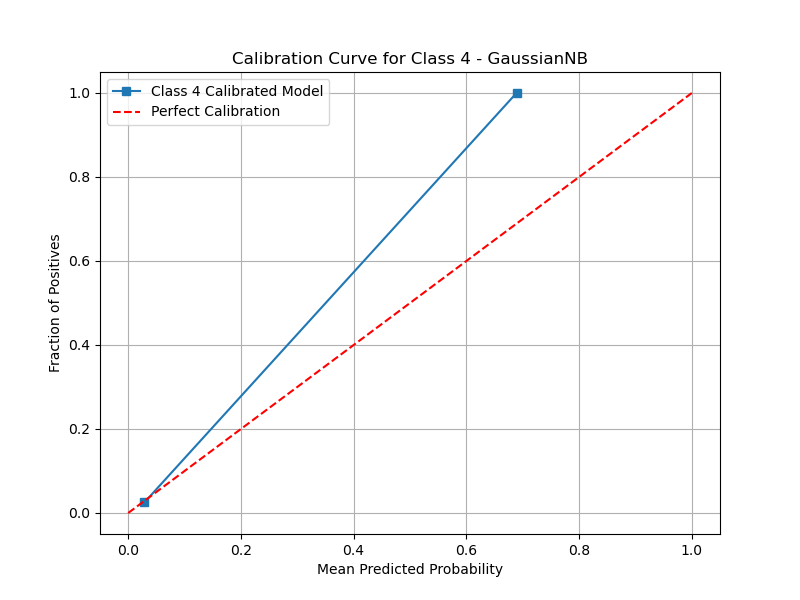 Calibration Curve for Class 4 - GaussianNB
Class 4 Calibrated Model
Perfect Calibration
1.0
0.8
0.6
0.4
0.2
0.0
Fraction of Positives
0.0 0.2 0.4 0.6 0.8 1.0
Mean Predicted Probability